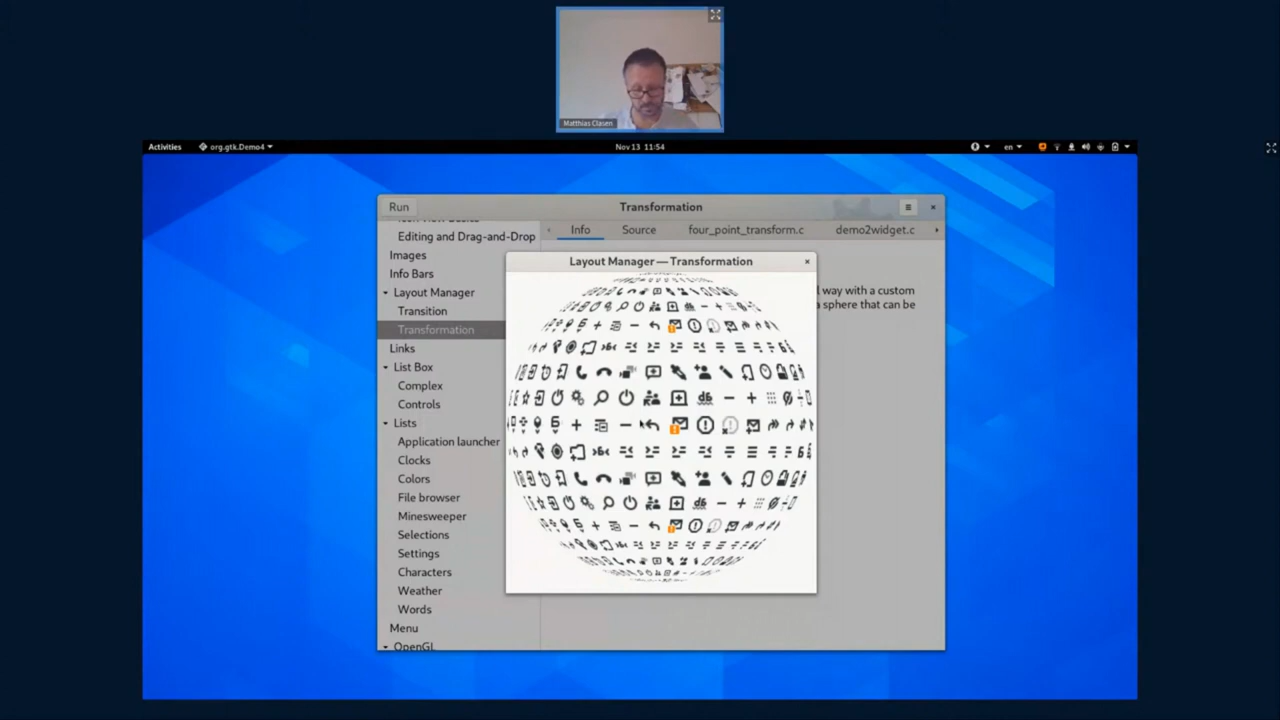 Matthias Clasen
Activities
org.gtk.Demo4
Nov 13 11:54
en
Run
Transformation
Editing and Drag-and-Drop
Images
Info Bars
Layout Manager
Transition
Transformation
Links
List Box
Complex
Controls
Lists
Application launcher
Clocks
Colors
File browser
Minesweeper
Selections
Settings
Characters
Weather
Words
Menu
OpenGL
Info
Source
four_point_transform.c
demo2widget.c
Layout Manager — Transformation
way with a custom
a sphere that can be